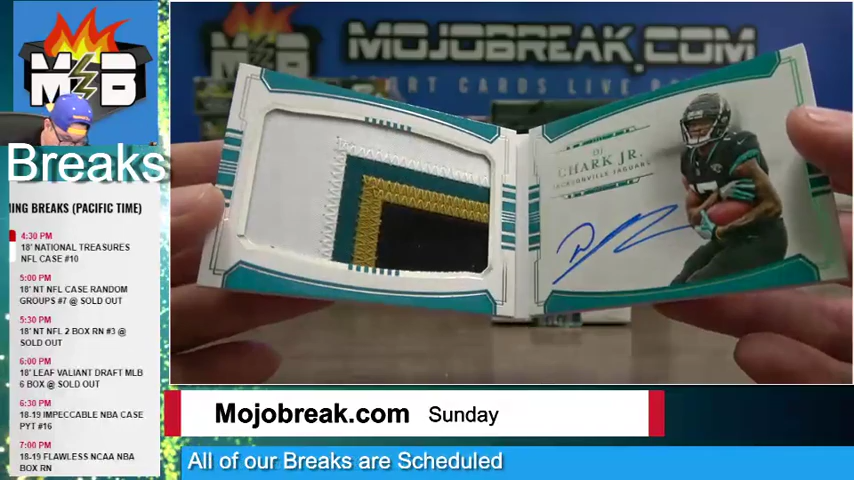 MOJOBREAK.COM
SPORT CARDS LIVE
M B
Breaks
ING BREAKS (PACIFIC TIME)
4:30 PM
18' NATIONAL TREASURES
NFL CASE #10
5:00 PM
18' NT NFL CASE RANDOM
GROUPS #7 @ SOLD OUT
5:30 PM
18' NT NFL 2 BOX RN #3 @
SOLD OUT
6:00 PM
18' LEAF VALIANT DRAFT MLB
6 BOX @ SOLD OUT
6:30 PM
18-19 IMPECCABLE NBA CASE
PYT #16
7:00 PM
18-19 FLAWLESS NCAA NBA
BOX RN
DJ
CHARK JR.
JACKSONVILLE JAGUARS
Mojobreak.com Sunday
All of our Breaks are Scheduled